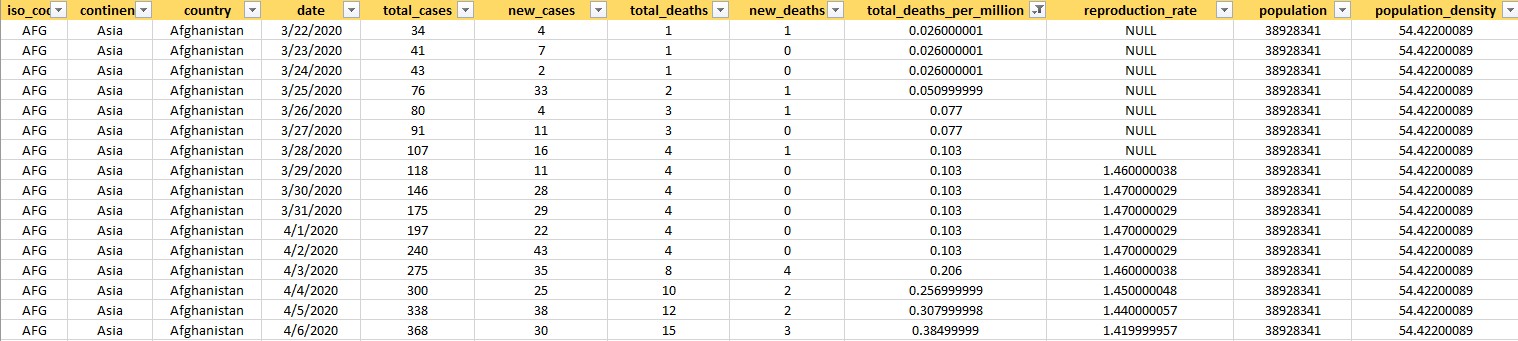 iso_cod continen country date total_cases new_cases total_deaths new_deaths total_deaths_per_million reproduction_rate population population_density
AFG Asia Afghanistan 3/22/2020 34 4 1 1 0.026000001 NULL 38928341 54.42200089
AFG Asia Afghanistan 3/23/2020 41 7 1 0 0.026000001 NULL 38928341 54.42200089
AFG Asia Afghanistan 3/24/2020 43 2 1 0 0.026000001 NULL 38928341 54.42200089
AFG Asia Afghanistan 3/25/2020 76 33 2 1 0.050999999 NULL 38928341 54.42200089
AFG Asia Afghanistan 3/26/2020 80 4 3 1 0.077 NULL 38928341 54.42200089
AFG Asia Afghanistan 3/27/2020 91 11 3 0 0.077 NULL 38928341 54.42200089
AFG Asia Afghanistan 3/28/2020 107 16 4 1 0.103 NULL 38928341 54.42200089
AFG Asia Afghanistan 3/29/2020 118 11 4 0 0.103 1.460000038 38928341 54.42200089
AFG Asia Afghanistan 3/30/2020 146 28 4 0 0.103 1.470000029 38928341 54.42200089
AFG Asia Afghanistan 3/31/2020 175 29 4 0 0.103 1.470000029 38928341 54.42200089
AFG Asia Afghanistan 4/1/2020 197 22 4 0 0.103 1.470000029 38928341 54.42200089
AFG Asia Afghanistan 4/2/2020 240 43 4 0 0.103 1.470000029 38928341 54.42200089
AFG Asia Afghanistan 4/3/2020 275 35 8 4 0.206 1.460000038 38928341 54.42200089
AFG Asia Afghanistan 4/4/2020 300 25 10 2 0.256999999 1.450000048 38928341 54.42200089
AFG Asia Afghanistan 4/5/2020 338 38 12 2 0.307999998 1.440000057 38928341 54.42200089
AFG Asia Afghanistan 4/6/2020 368 30 15 3 0.38499999 1.419999957 38928341 54.42200089